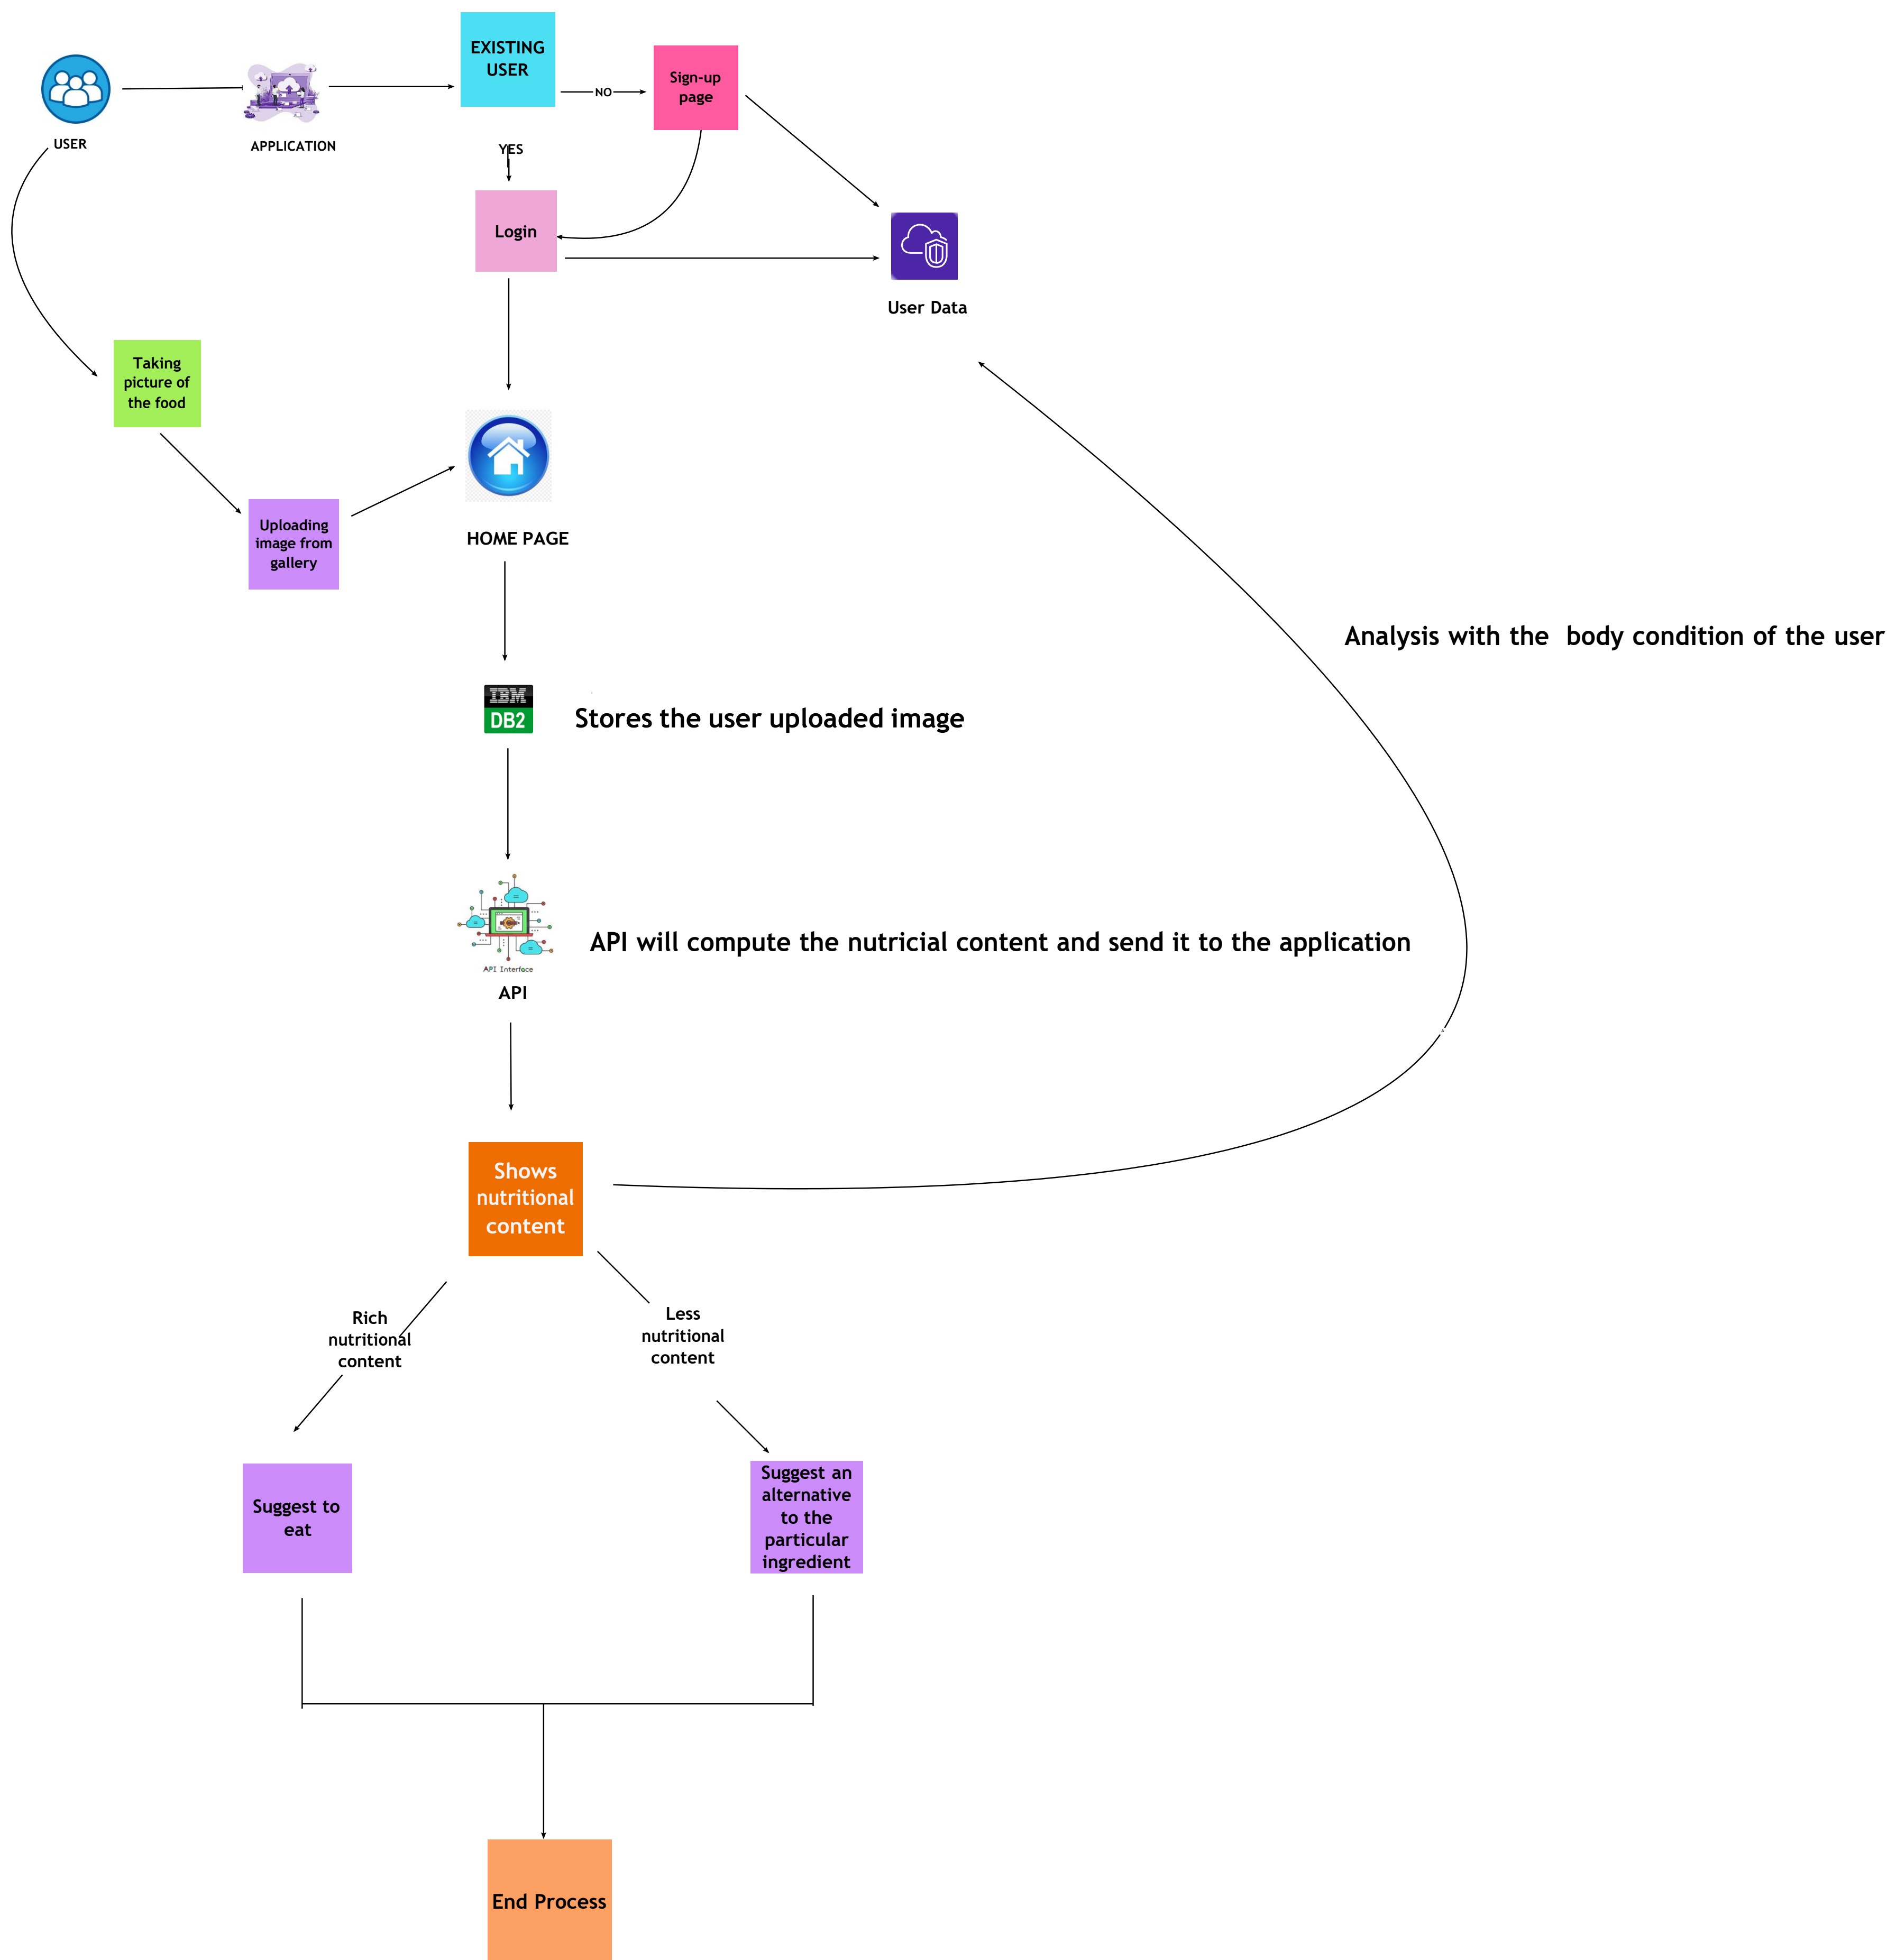 EXISTING
USER
Sign-up
page
NO
USER
APPLICATION
YES
Login
User Data
Taking
picture of
the food
Uploading
image from
gallery
HOME PAGE
Analysis with the  body condition of the user
IBM
DB2
Stores the user uploaded image
API will compute the nutricial content and send it to the application
API Interface
API
Shows
nutritional
content
Rich
nutritional
content
Less
nutritional
content
Suggest to
eat
Suggest an
alternative
to the
particular
ingredient
End Process